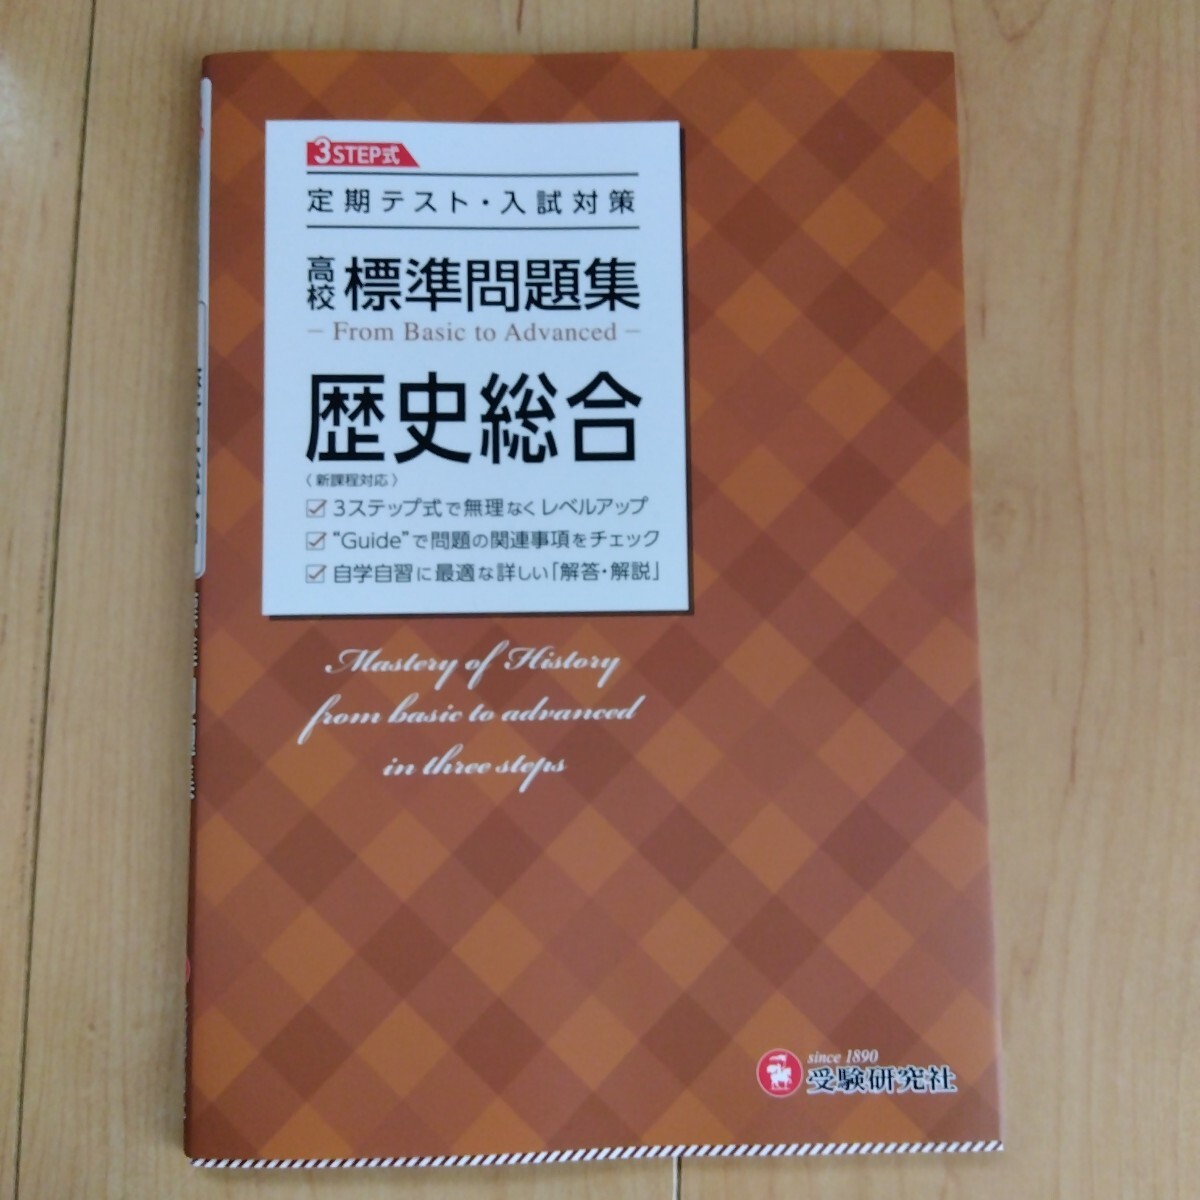 3STEP式
定期テスト・入試対策
高校 標準問題集
－From Basic to Advanced－
歴史総合
〈新課程対応〉
3ステップ式で無理なくレベルアップ
“Guide”で問題の関連事項をチェック
自学自習に最適な詳しい「解答・解説」
Mastery of History
from basic to advanced
in three steps
since 1890
受験研究社